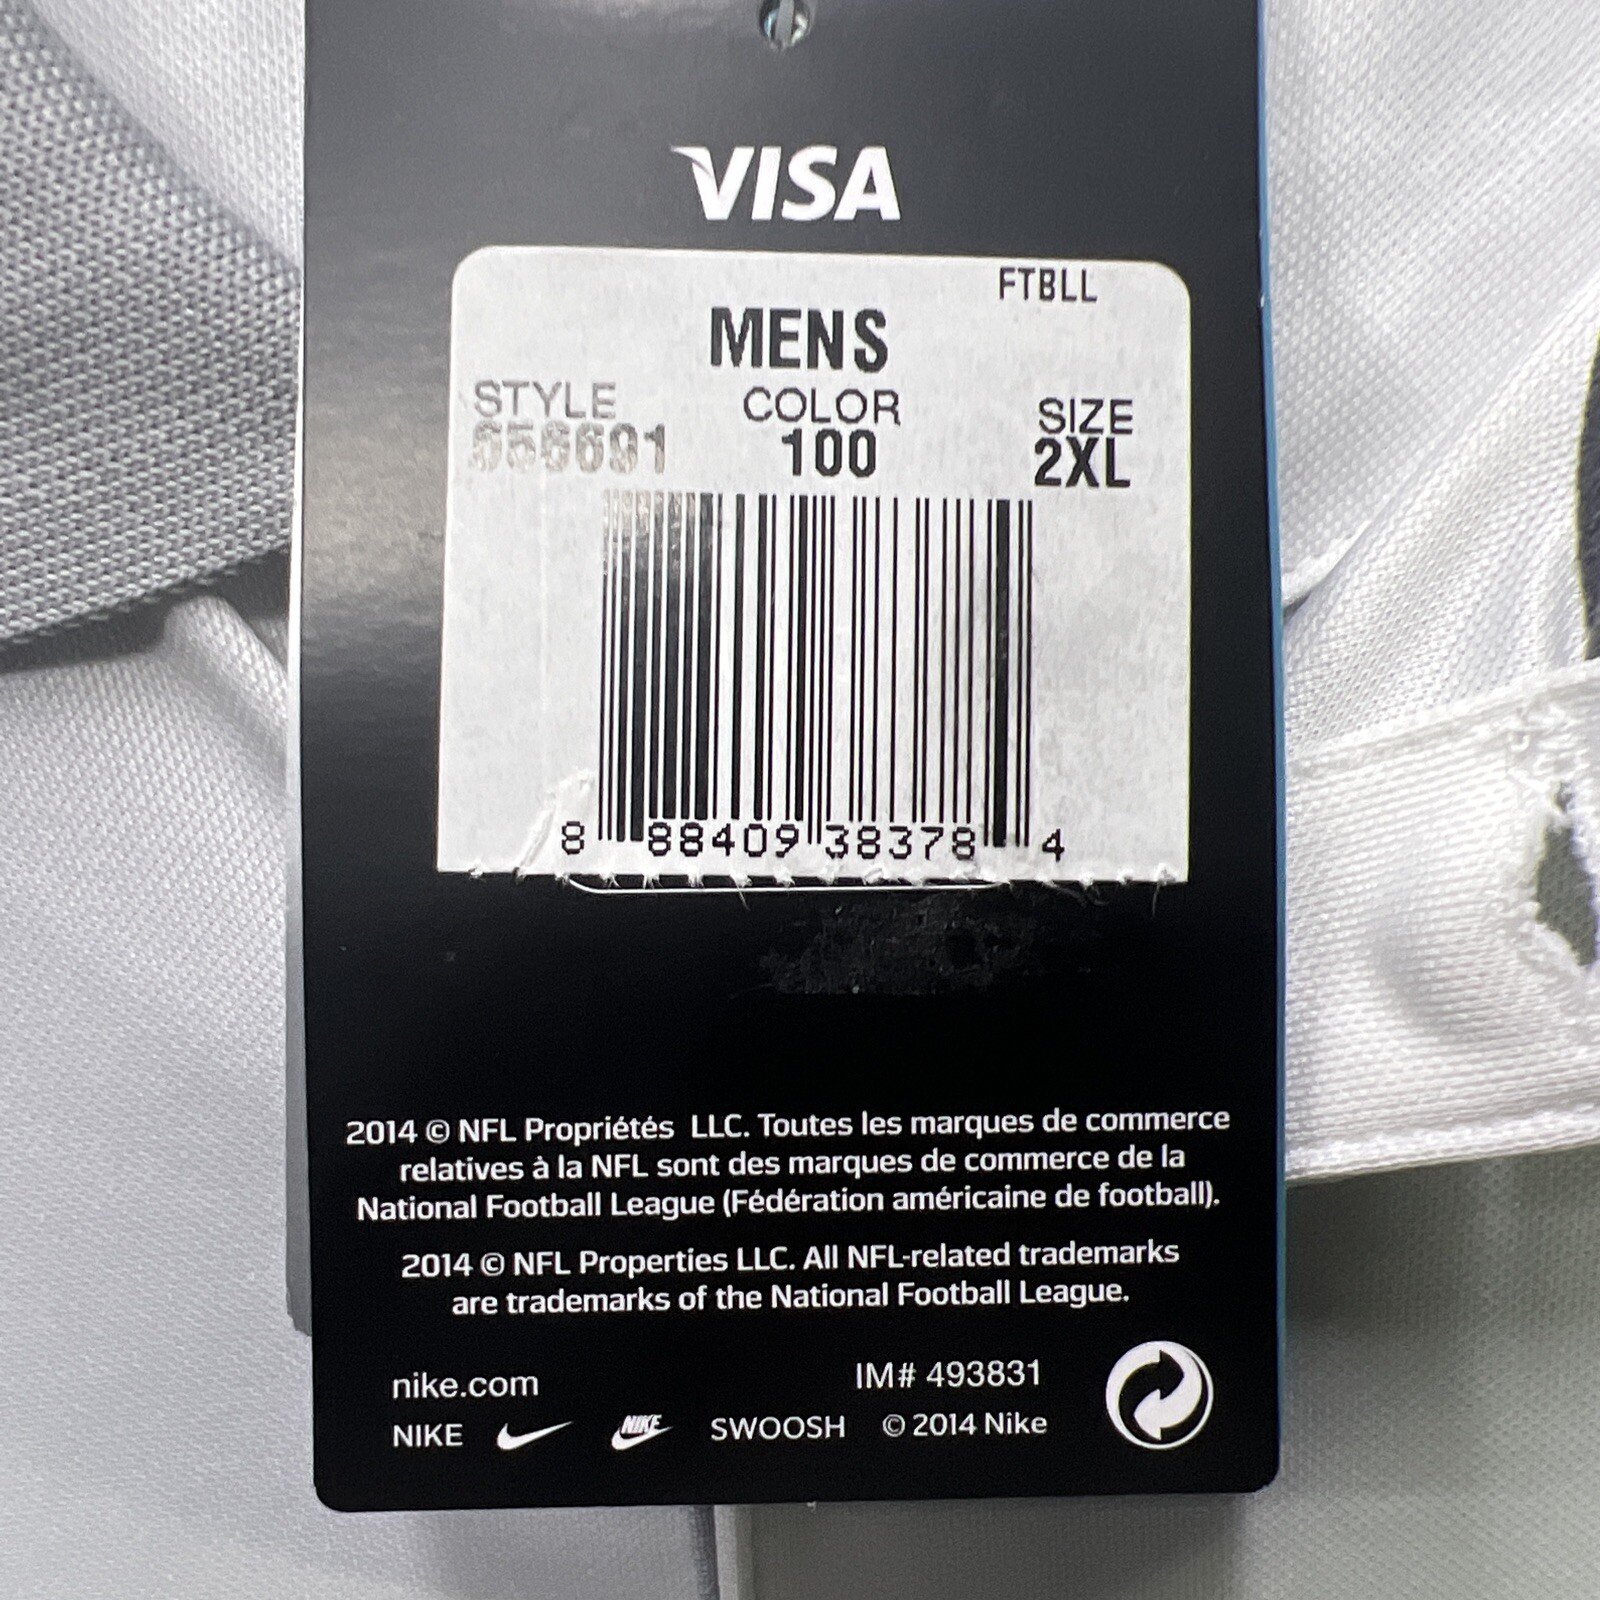 VISA
FTBLL
MENS
STYLE COLOR SIZE
100 2XL
8 88409 38378 4
2014 © NFL Propriétés LLC. Toutes les marques de commerce
relatives à la NFL sont des marques de commerce de la
National Football League (Fédération américaine de football).
2014 © NFL Properties LLC. All NFL-related trademarks
are trademarks of the National Football League.
nike.com IM# 493831
NIKE NIKE SWOOSH © 2014 Nike